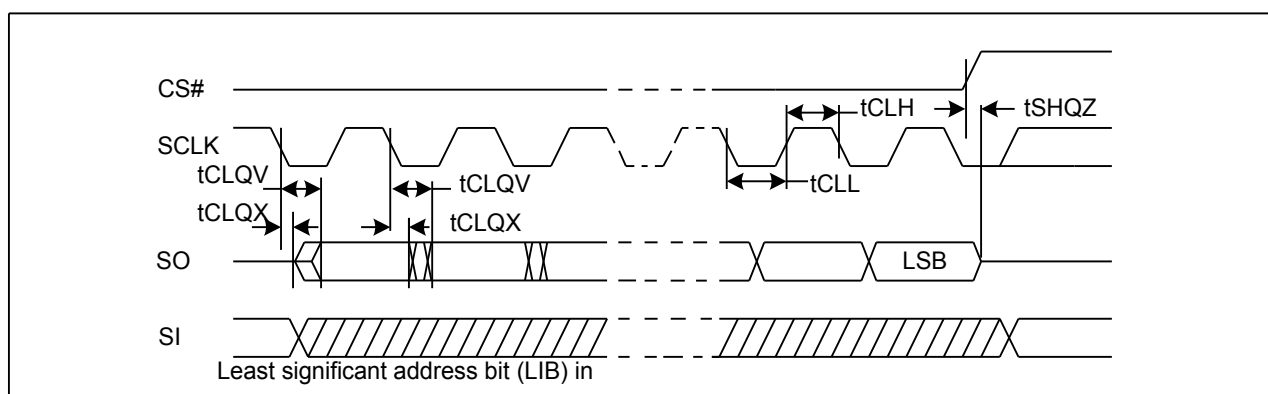 CS#
tCLH
tSHQZ
SCLK
tCLQV
tCLQV
tCLL
tCLQX
tCLQX
SO
LSB
SI
Least significant address bit (LIB) in